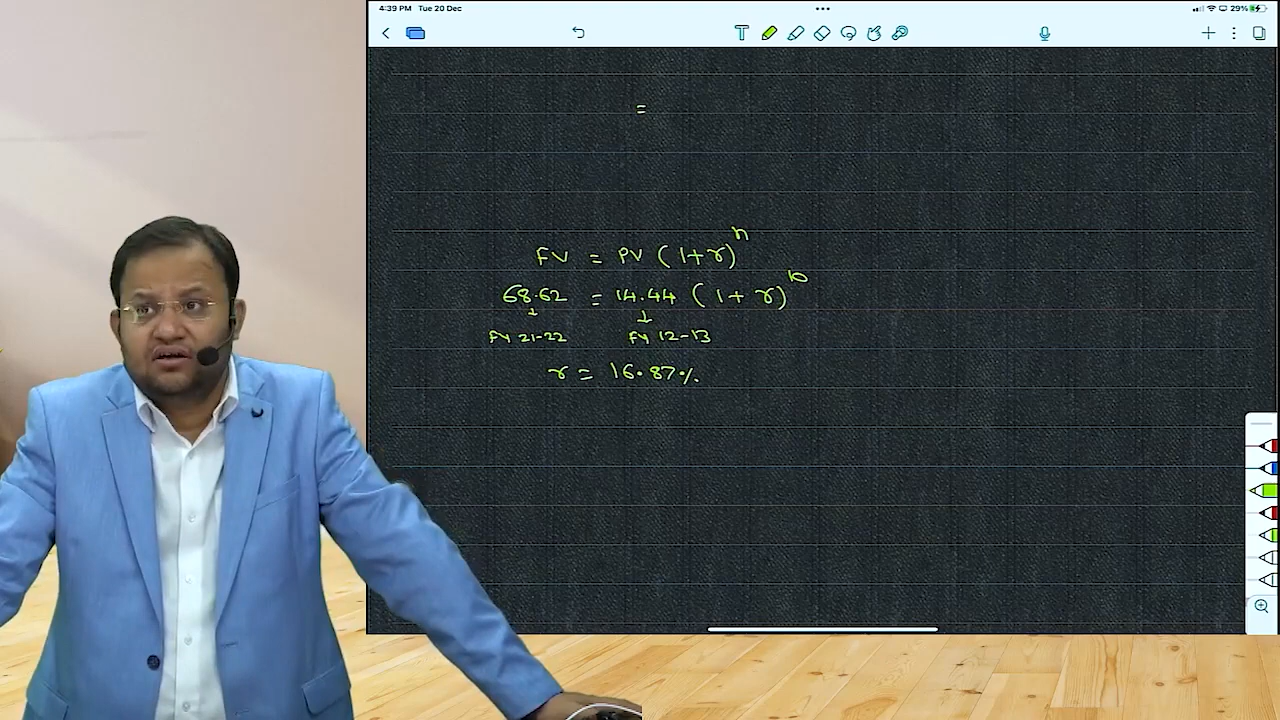 4:39 PM Tue 20 Dec
29%
T
=
FV = PV (1+r)^n
68.62 = 14.44 (1+r)^10
FY 21-22 FY 12-13
r = 16.87%